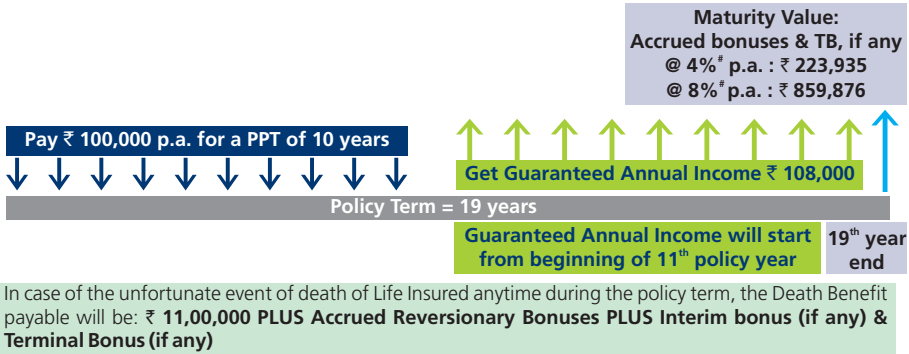 Maturity Value:
Accrued bonuses & TB, if any
@ 4%# p.a. : ₹ 223,935
@ 8%# p.a. : ₹ 859,876
Pay ₹ 100,000 p.a. for a PPT of 10 years
Get Guaranteed Annual Income ₹ 108,000
Policy Term = 19 years
Guaranteed Annual Income will start
from beginning of 11th policy year
19th year
end
In case of the unfortunate event of death of Life Insured anytime during the policy term, the Death Benefit
payable will be: ₹ 11,00,000 PLUS Accrued Reversionary Bonuses PLUS Interim bonus (if any) &
Terminal Bonus (if any)